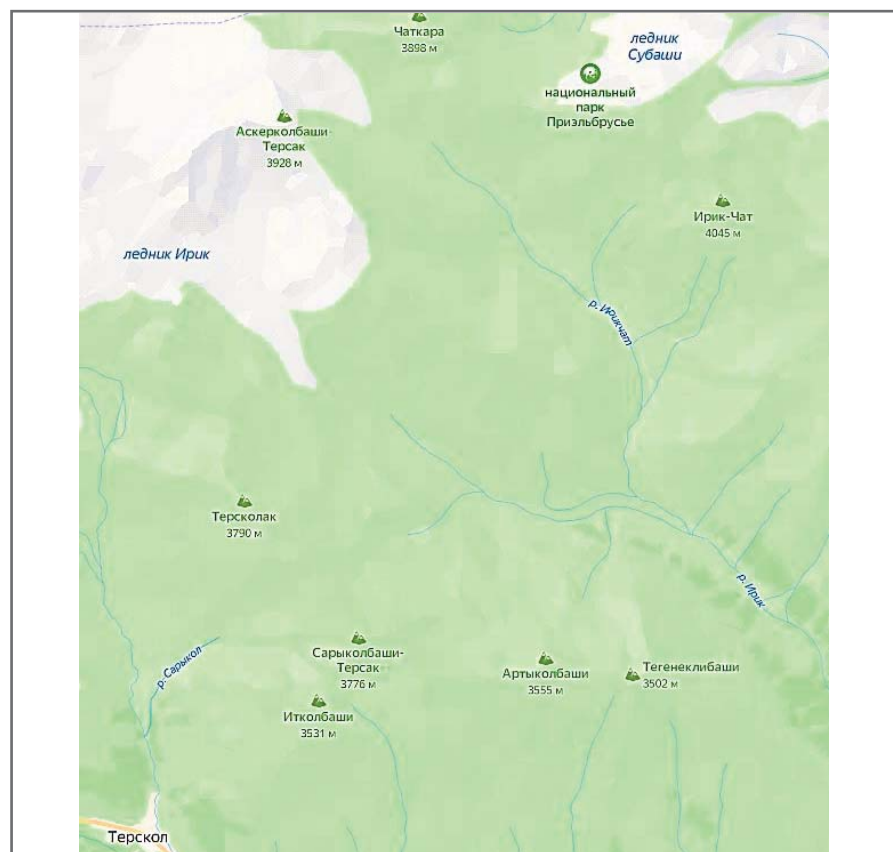 Чаткара
3898 м
ледник
Субаши
национальный
парк
Приэльбрусье
Аскерколбаши-
Терсак
3928 м
Ирик-Чат
4045 м
ледник Ирик
р. Ирикчат
Терсколак
3790 м
р. Ирик
р. Сарыкол
Сарыколбаши-
Терсак
3776 м
Артыколбаши
3555 м
Тегенеклибаши
3502 м
Итколбаши
3531 м
Терскол